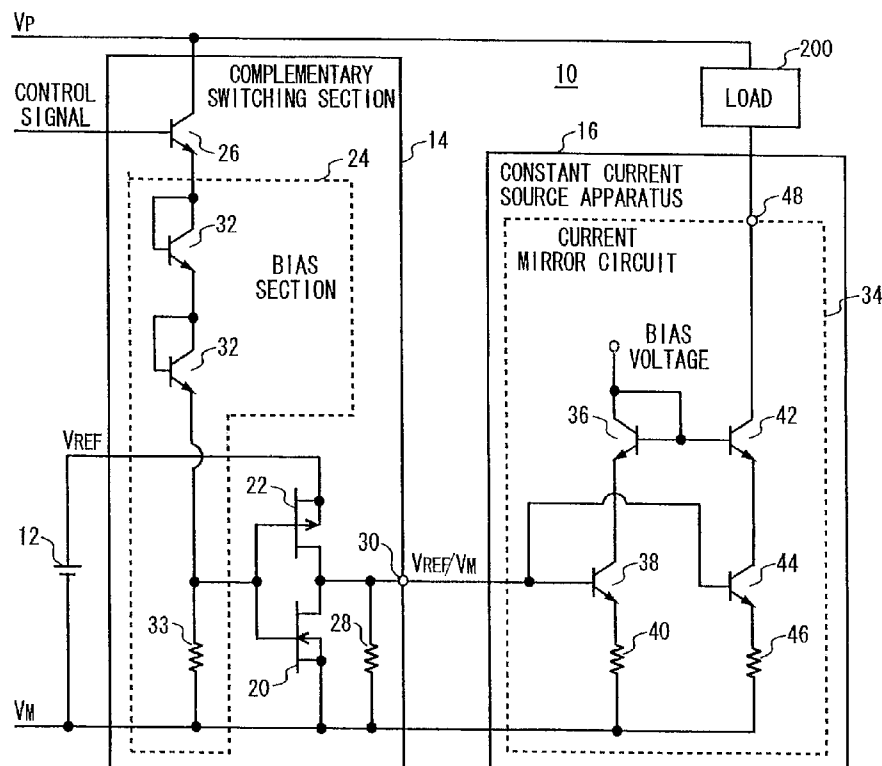 VP
200
COMPLEMENTARY
SWITCHING SECTION
10
LOAD
CONTROL
SIGNAL
26
24
14
16
CONSTANT CURRENT
SOURCE APPARATUS
48
32
CURRENT
MIRROR CIRCUIT
BIAS
SECTION
34
32
BIAS
VOLTAGE
36
42
VREF
22
12
30
VREF/VM
38
44
33
28
40
46
20
VM